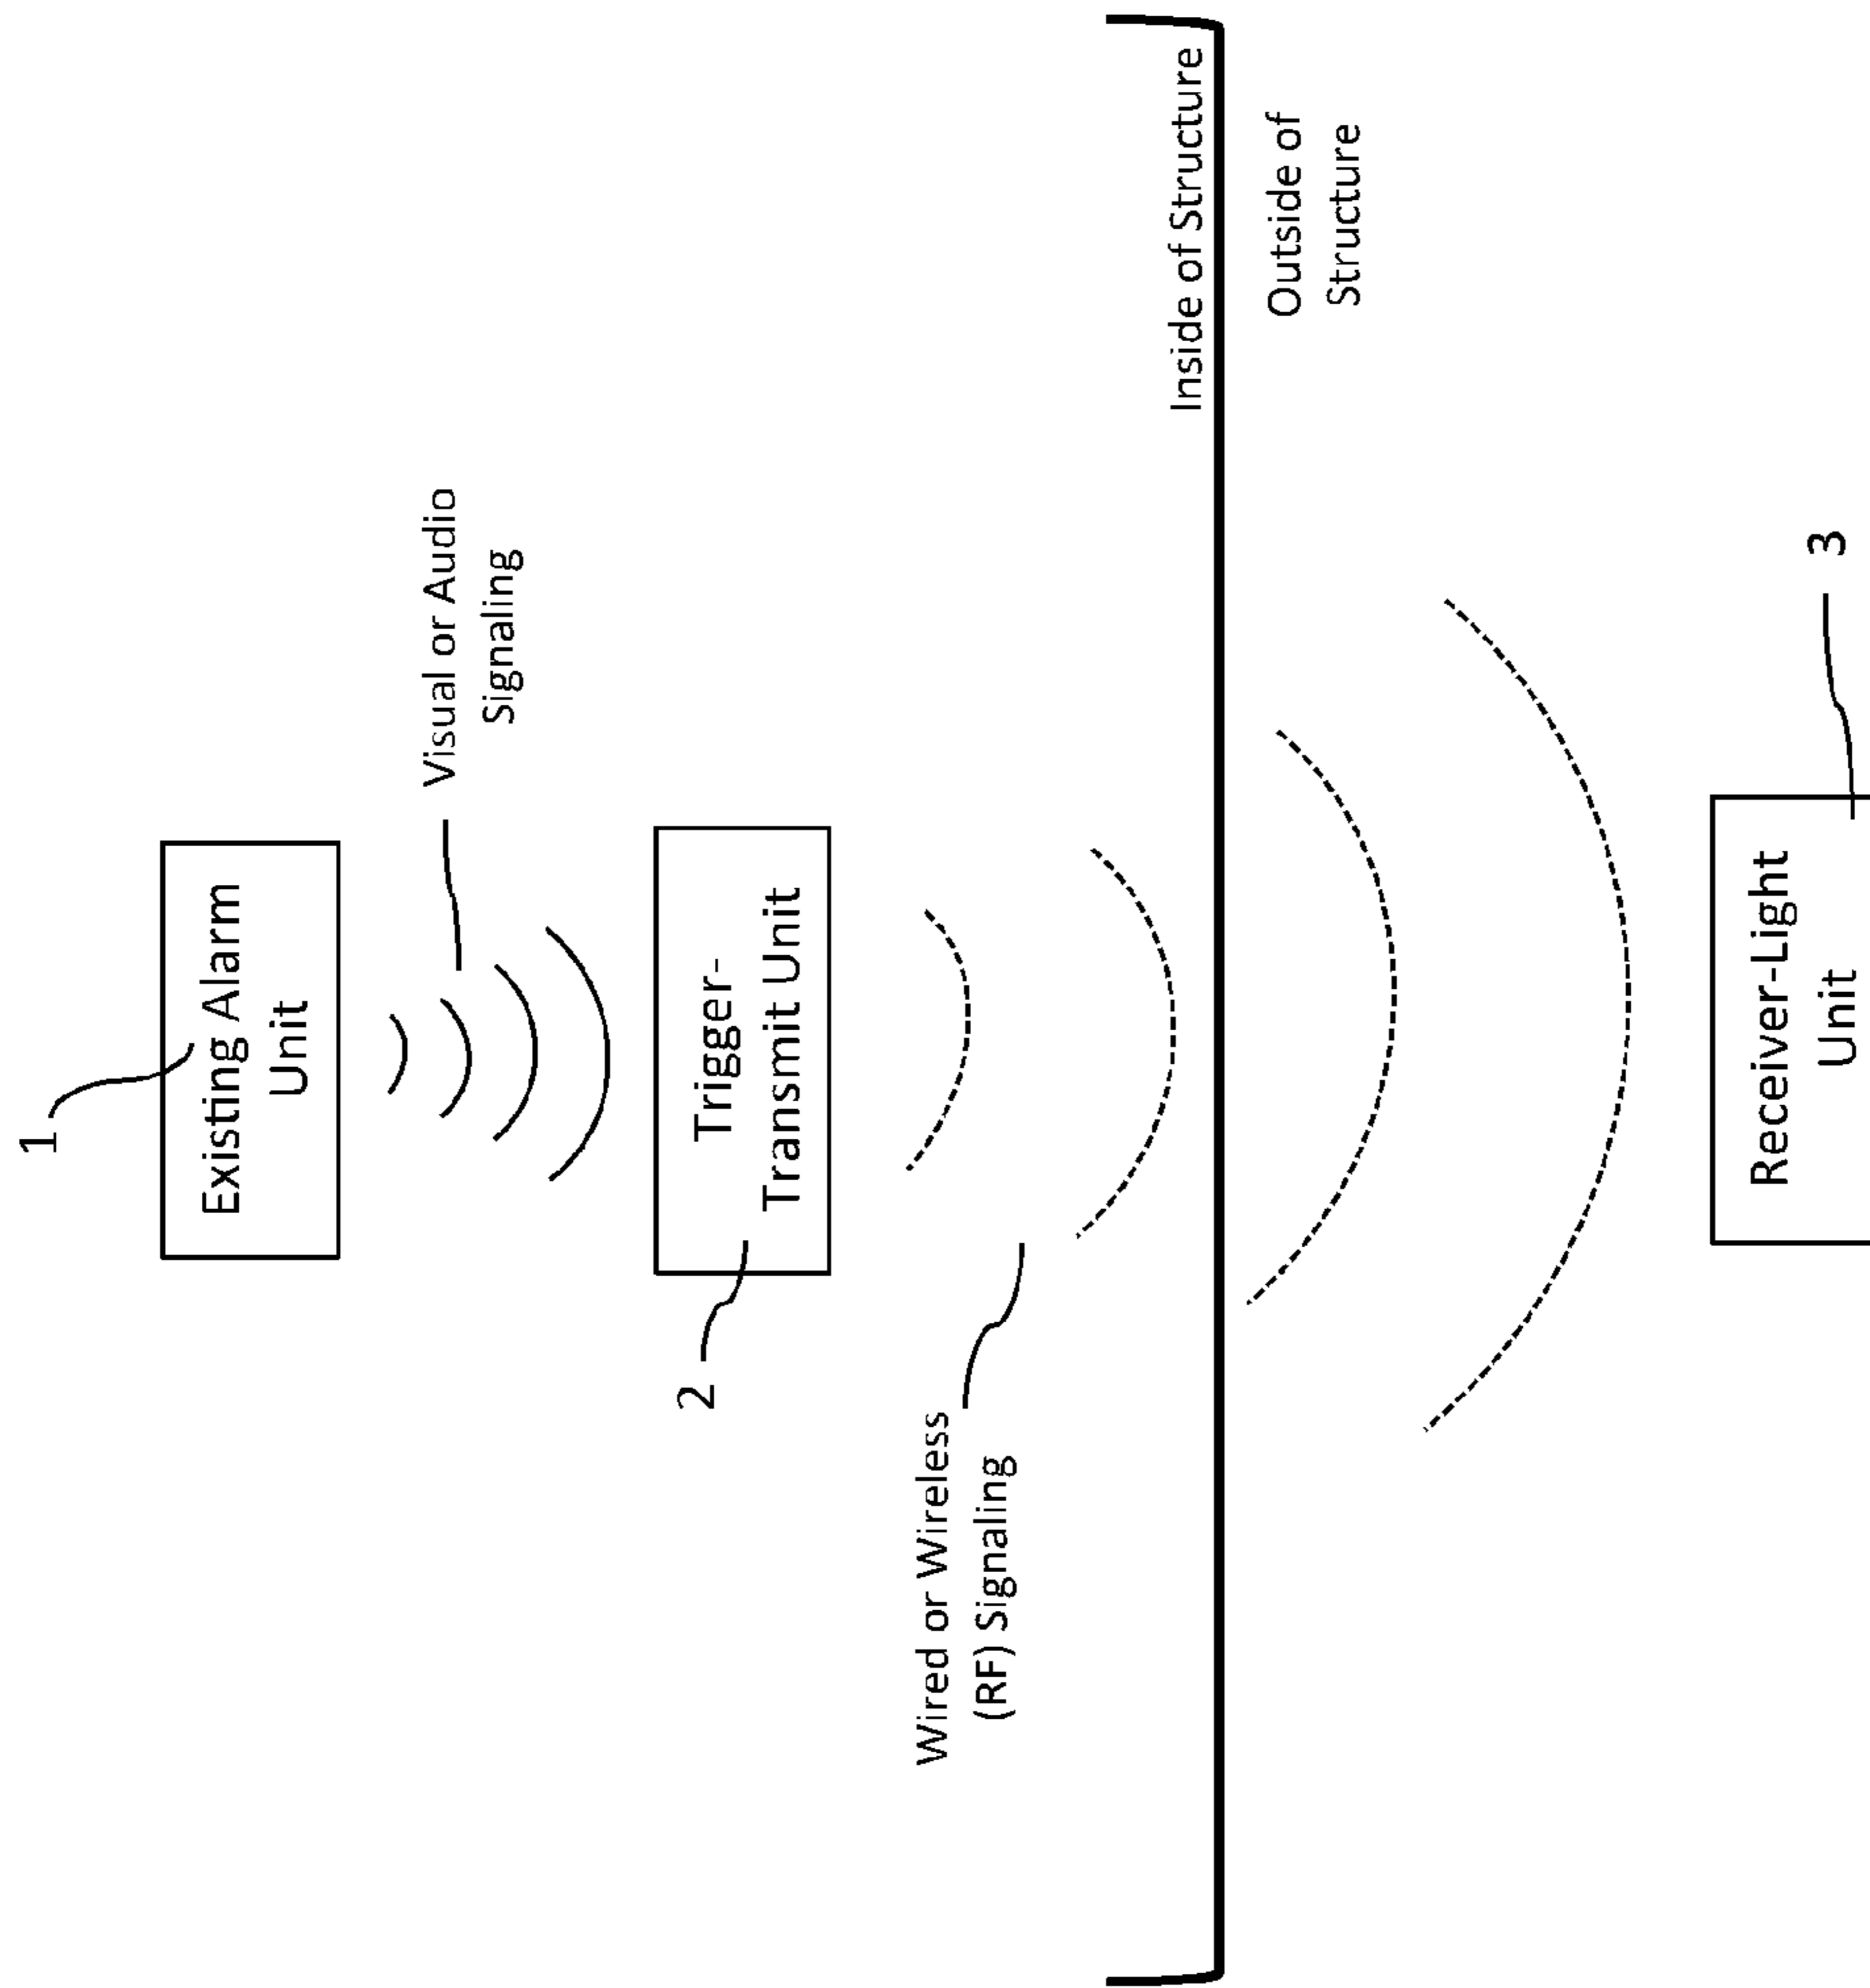 1
Existing Alarm
Unit
Visual or Audio
Signaling
2
Trigger-
Transmit Unit
Wired or Wireless
(RF) Signaling
Inside of Structure
Outside of
Structure
3
Receiver-Light
Unit